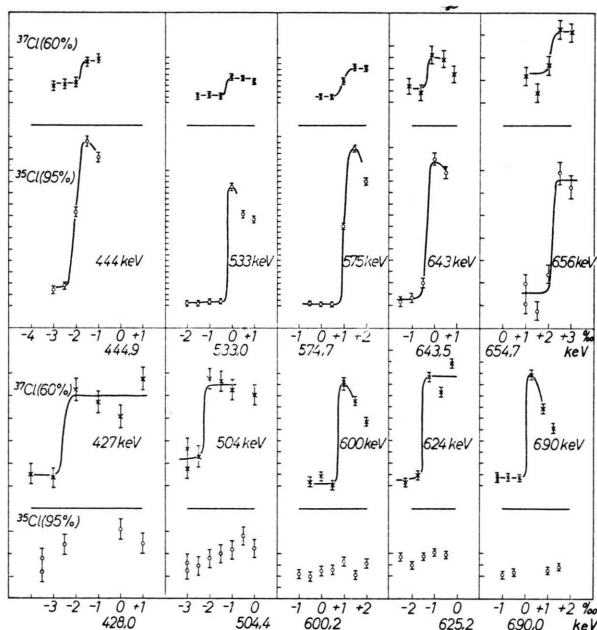 37Cl(60%)
35Cl(95%)
444 keV 533 keV 575 keV 643 keV 656 keV
-4 -3 -2 -1 0 +1 -2 -1 0 0 +1 +2 -2 -1 0 0 +1 +2 +3 ‰
444,9 533,0 574,7 643,5 654,7 keV
37Cl(60%)
427 keV 504 keV 600 keV 624 keV 690 keV
35Cl(95%)
-3 -2 -1 0 +1 -3 -2 -1 0 -1 0 +1 +2 -2 -1 0 -1 0 +1 +2 ‰
428,0 504,4 600,2 625,2 690,0 keV